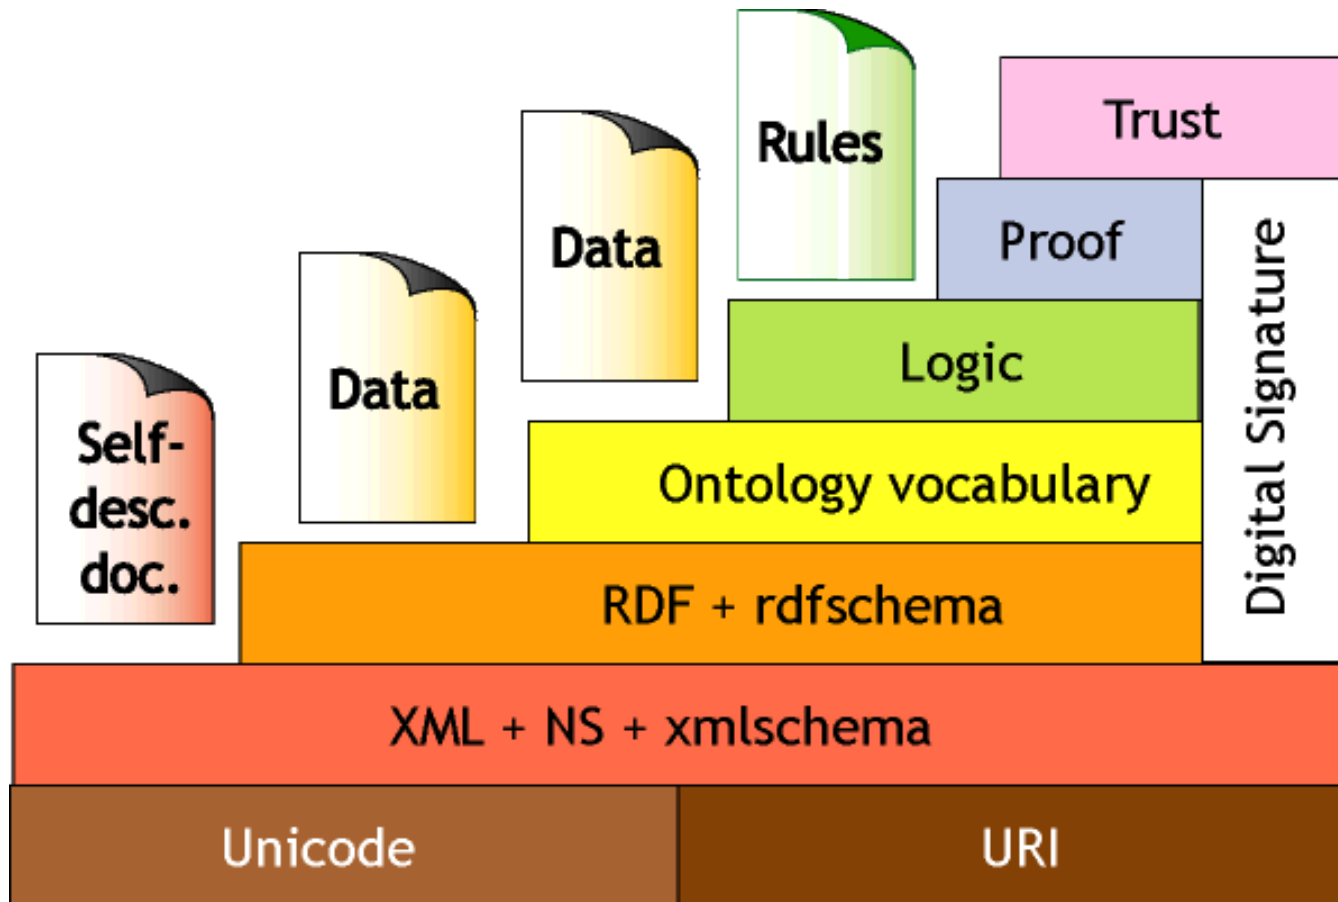 Rules
Trust
Data
Proof
Data
Logic
Self-
desc.
doc.
Ontology vocabulary
Digital Signature
RDF + rdfschema
XML + NS + xmlschema
Unicode
URI